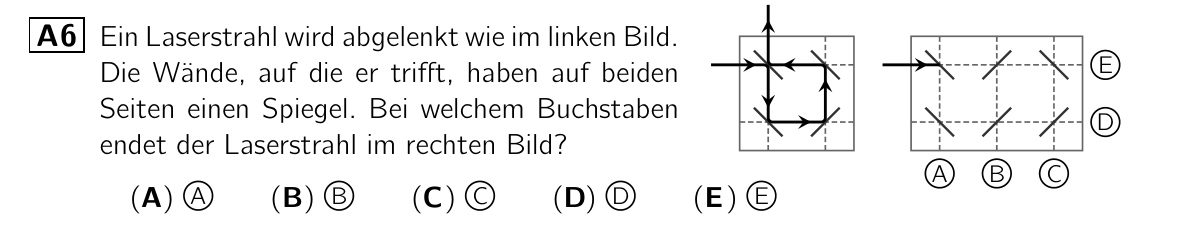 A6 Ein Laserstrahl wird abgelenkt wie im linken Bild.
Die Wände, auf die er trifft, haben auf beiden
Seiten einen Spiegel. Bei welchem Buchstaben
endet der Laserstrahl im rechten Bild?
(A) A (B) B (C) C (D) D (E) E
E
D
A B C